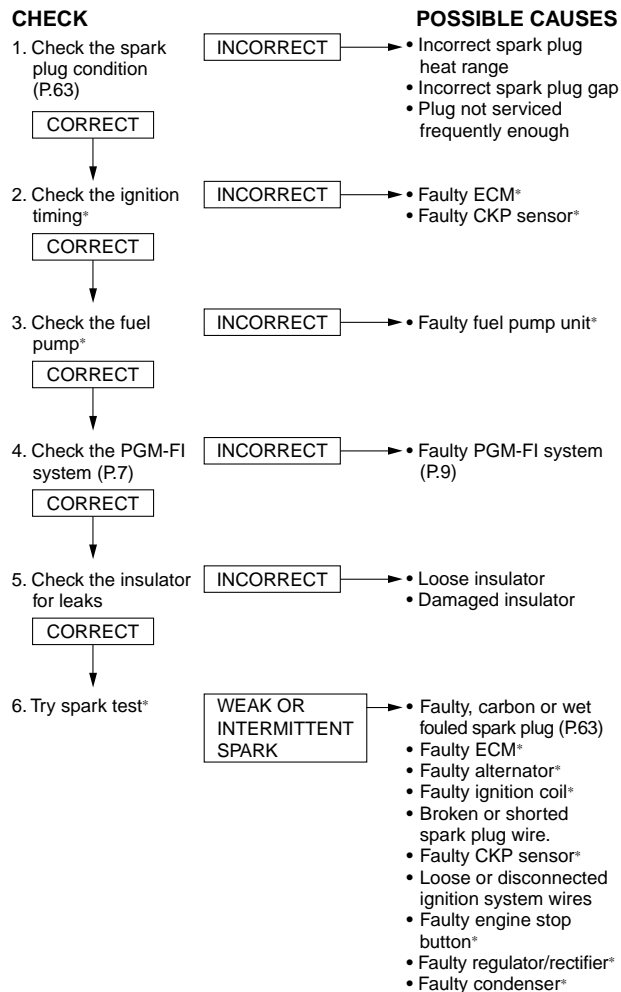 CHECK
POSSIBLE CAUSES
1. Check the spark
plug condition
(P.63)
INCORRECT
• Incorrect spark plug
heat range
• Incorrect spark plug gap
• Plug not serviced
frequently enough
CORRECT
2. Check the ignition
timing*
INCORRECT
• Faulty ECM*
• Faulty CKP sensor*
CORRECT
3. Check the fuel
pump*
INCORRECT
• Faulty fuel pump unit*
CORRECT
4. Check the PGM-FI
system (P.7)
INCORRECT
• Faulty PGM-FI system
(P.9)
CORRECT
5. Check the insulator
for leaks
INCORRECT
• Loose insulator
• Damaged insulator
CORRECT
6. Try spark test*
WEAK OR
INTERMITTENT
SPARK
• Faulty, carbon or wet
fouled spark plug (P.63)
• Faulty ECM*
• Faulty alternator*
• Faulty ignition coil*
• Broken or shorted
spark plug wire.
• Faulty CKP sensor*
• Loose or disconnected
ignition system wires
• Faulty engine stop
button*
• Faulty regulator/rectifier*
• Faulty condenser*